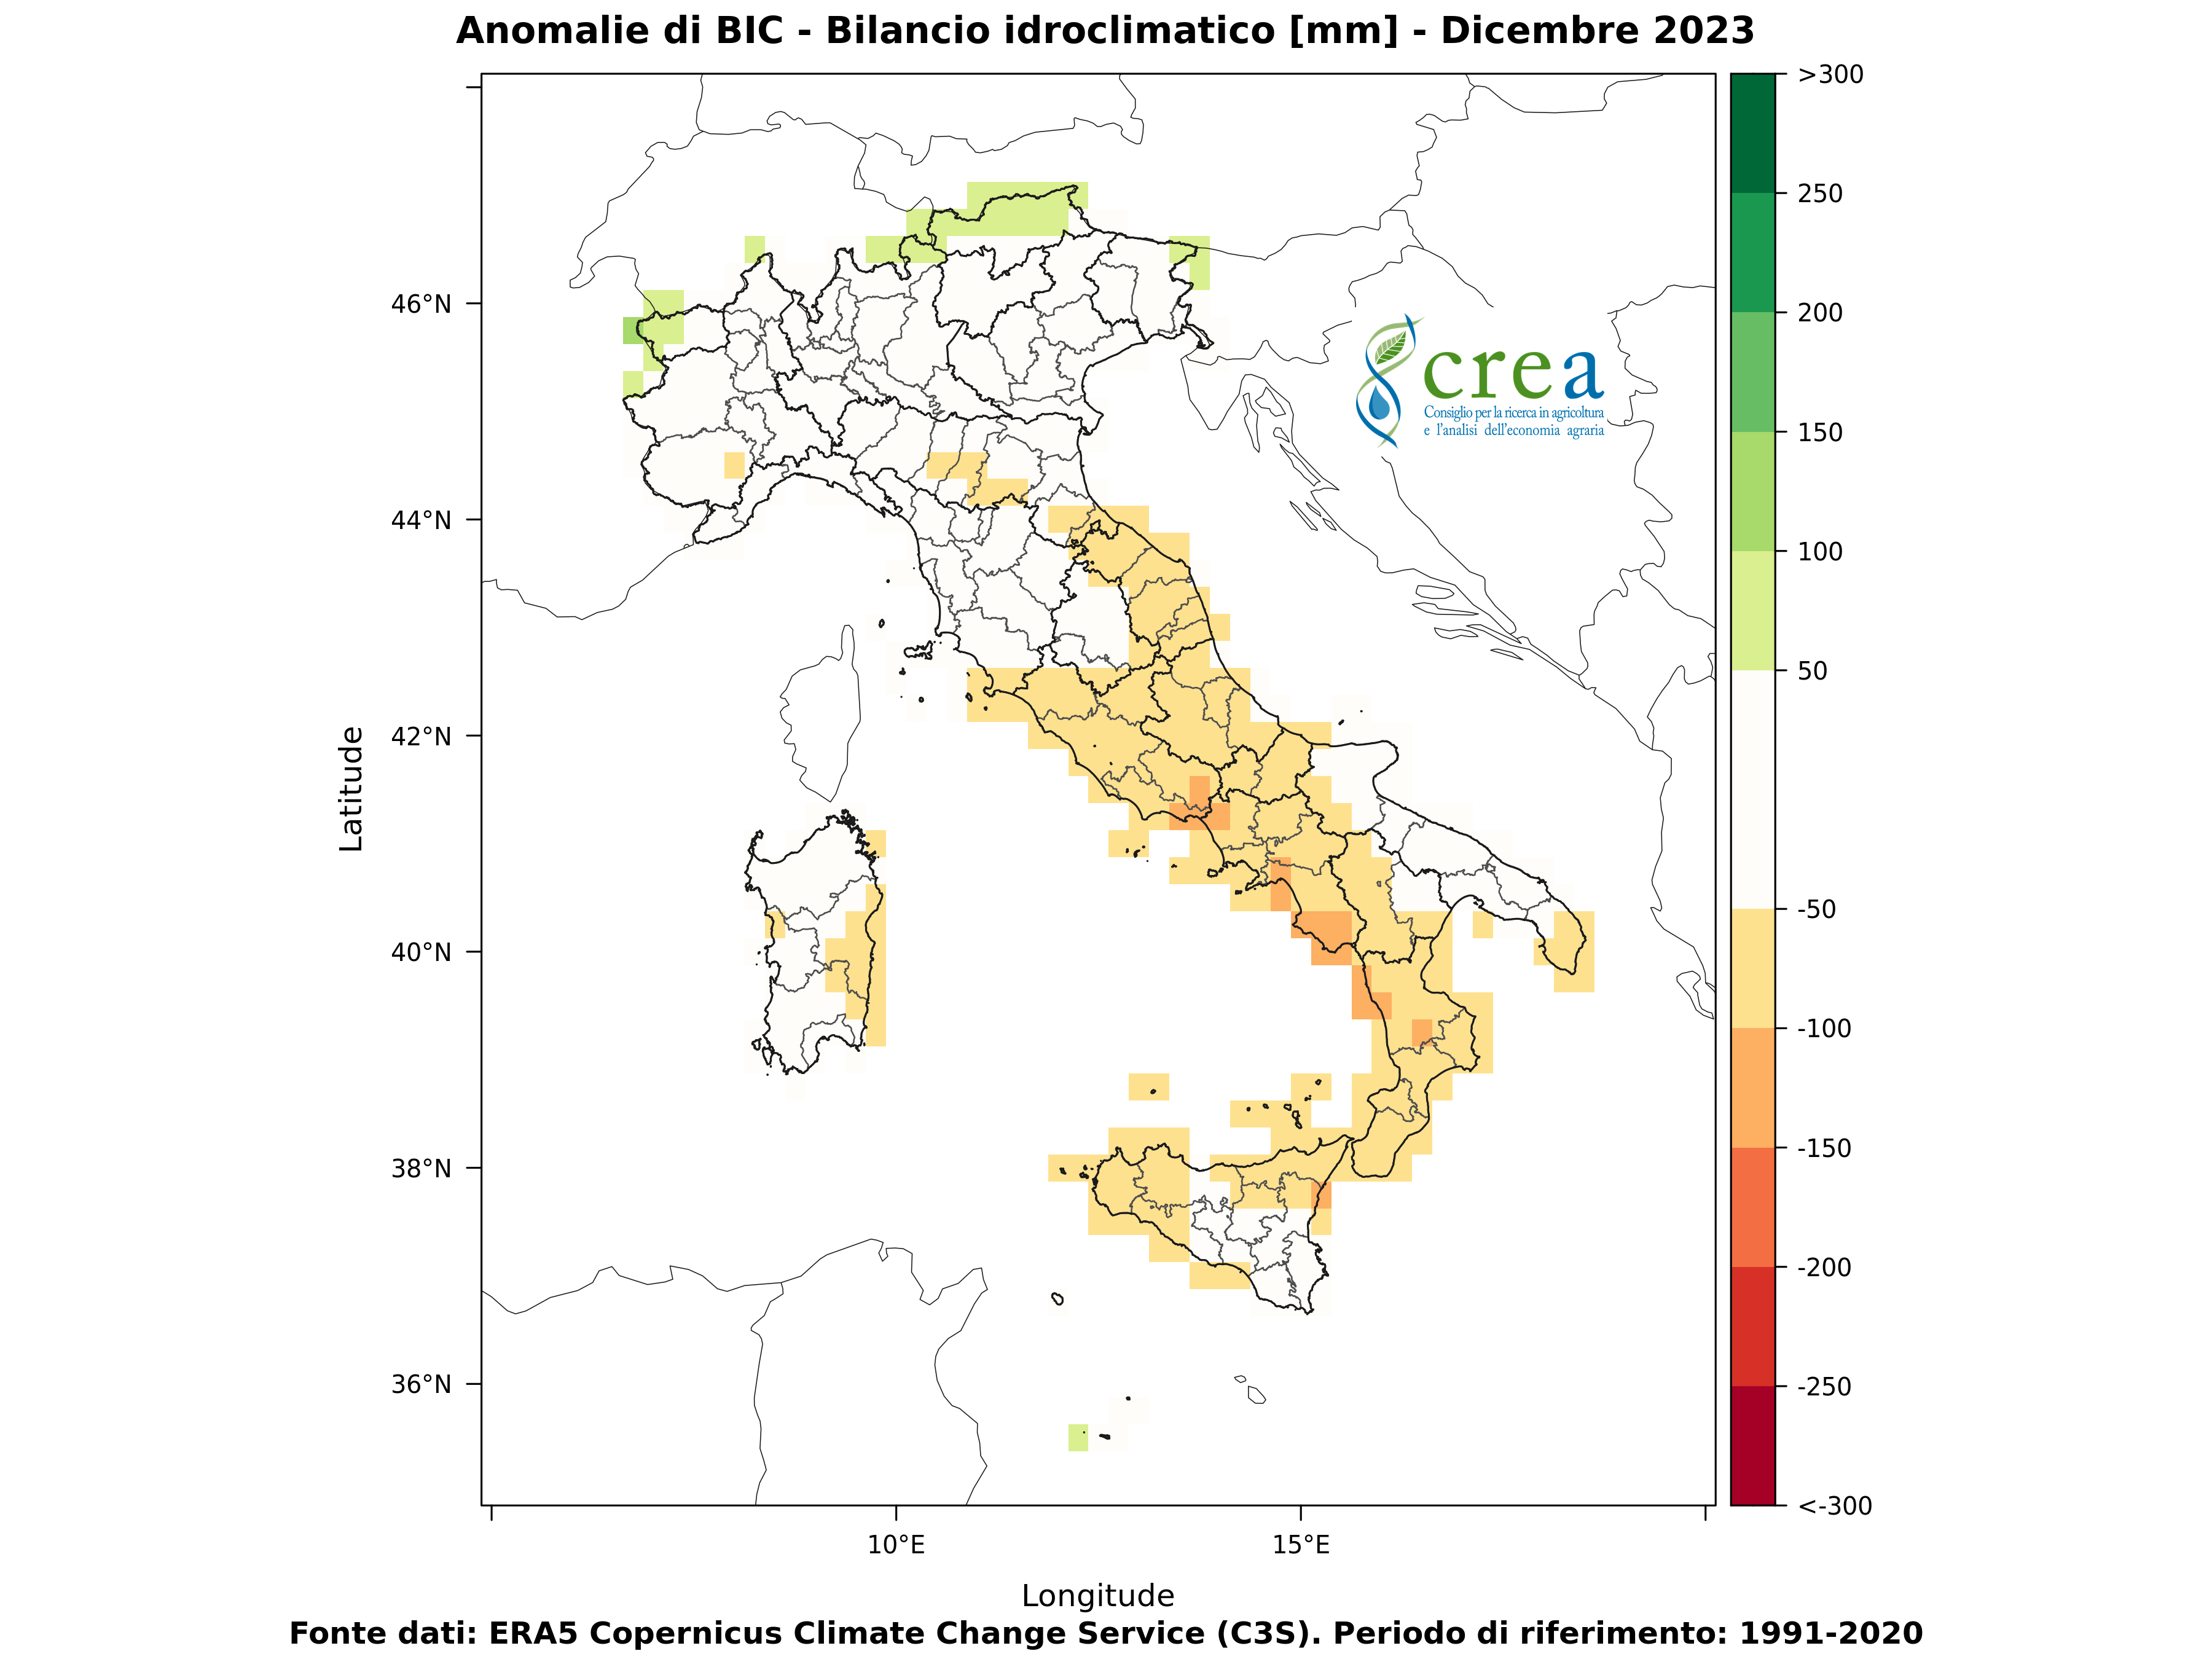 Anomalie di BIC - Bilancio idroclimatico [mm] - Dicembre 2023
>300
250
200
150
100
50
-50
-100
-150
-200
-250
<-300
46°N
44°N
42°N
40°N
38°N
36°N
Latitude
crea
Consiglio per la ricerca in agricoltura
e l'analisi dell'economia agraria
10°E
15°E
Longitude
Fonte dati: ERA5 Copernicus Climate Change Service (C3S). Periodo di riferimento: 1991-2020